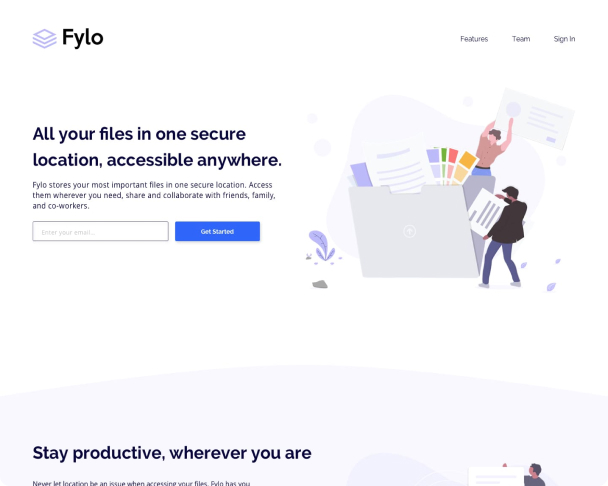 Fylo
Features Team Sign In
All your files in one secure
location, accessible anywhere.
Fylo stores your most important files in one secure location. Access
them wherever you need, share and collaborate with friends, family,
and co-workers.
Enter your email...
Get Started
Stay productive, wherever you are
Never let location be an issue when accessing your files. Fylo has you